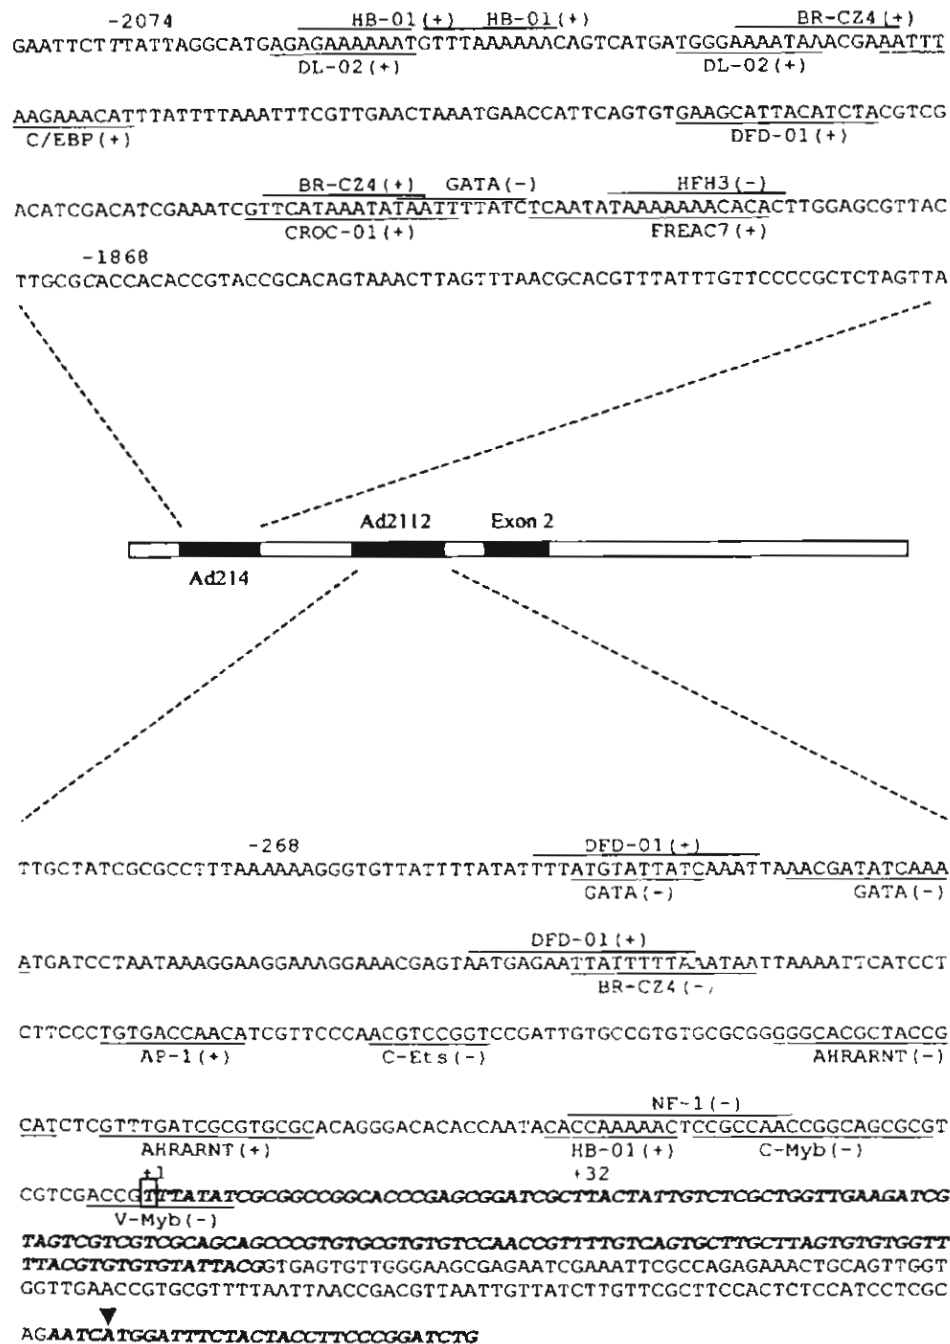 -2074 HB-01(+) HB-01(+) BR-CZ4(+)
GAATTCTTTATTAGGCATGAGAGAAAAAATGTTTAAAAAACAGTCATGATGGGAAAATAAACGAAATTT
DL-02(+) DL-02(+)
AAGAAACATTTATTTTAAATTTCGTTGAACTAAATGAACCATTCAGTGTGAAGCATTACATCTACGTCG
C/EBP(+) DFD-01(+)
BR-CZ4(+) GATA(-) HFH3(-)
ACATCGACATCGAAATCGTTCATAAATATAATTTTATCTCAATATAAAAAAACACACTTGGAGCGTTAC
CROC-01(+) FREAC7(+)
-1868
TTGCGCACCACACCGTACCGCACAGTAAACTTAGTTTAACGCACGTTTATTTGTTCCCCGCTCTAGTTA
Ad2112 Exon 2
Ad214
-268 DFD-01(+)
TTGCTATCGCGCCTTTAAAAAAGGGTGTTATTTTATATTTTATGTATTATCAAATTAAACGATATCAAA
GATA(-) GATA(-)
DFD-01(+)
ATGATCCTAATAAAGGAAGGAAAGGAAACGAGTAATGAGAATTATTTTTAAATAATTAAAATTCATCCT
BR-CZ4(-)
CTTCCCTGTGACCAACATCGTTCCCAACGTCCGGTCCGATTGTGCCGTGTGCGCGGGGGCACGCTACCG
AP-1(+) C-Ets(-) AHRARNT(-)
NF-1(-)
CATCTCGTTTGATCGCGTGCGCACAGGGACACACCAATACACCAAAAACTCCGCCAACCGGCAGCGCGT
AHRARNT(+) HB-01(+) C-Myb(-)
+1 +32
CGTCGACCGTTTATATCGCGGCCGGCACCCGAGCGGATCGCTTACTATTGTCTCGCTGGTTGAAGATCG
V-Myb(-)
TAGTCGTCGTCGCAGCAGCCCGTGTGCGTGTGTCCAACCGTTTTGTCAGTGCTTGCTTAGTGTGTGGTT
TTACGTGTGTGTATTACGGTGAGTGTTGGGAAGCGAGAATCGAAATTCGCCAGAGAAACTGCAGTTGGT
GGTTGAACCGTGCGTTTTAATTAACCGACGTTAATTGTTATCTTGTTCGCTTCCACTCTCCATCCTCGC
AGAATCATGGATTTCTACTACCTTCCCGGATCTG